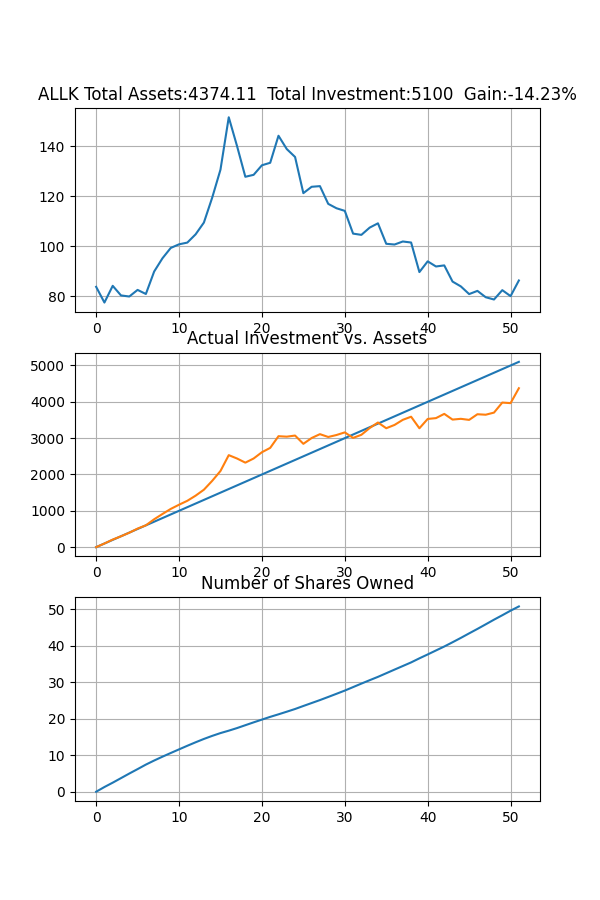 ALLK Total Assets:4374.11  Total Investment:5100  Gain:-14.23%
140
120
100
80
0 10 20 30 40 50
Actual Investment vs. Assets
5000
4000
3000
2000
1000
0
0 10 20 30 40 50
Number of Shares Owned
50
40
30
20
10
0
0 10 20 30 40 50